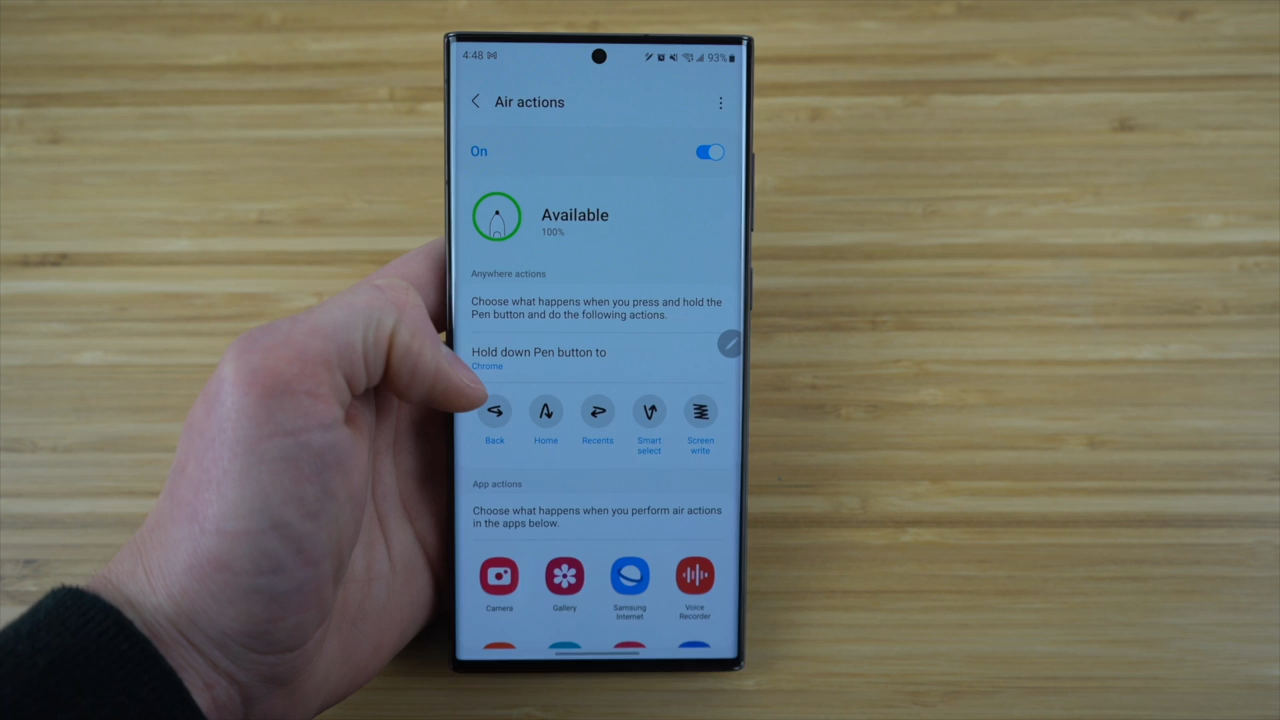 4:48 93%
Air actions
On
Available
100%
Anywhere actions
Choose what happens when you press and hold the
Pen button and do the following actions.
Hold down Pen button to
Chrome
Back Home Recents Smart select Screen write
App actions
Choose what happens when you perform air actions
in the apps below.
Camera Gallery Samsung Internet Voice Recorder